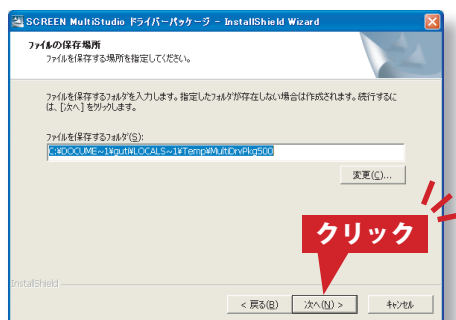 SCREEN MultiStudio ドライバーパッケージ - InstallShield Wizard
ファイルの保存場所
ファイルを保存する場所を指定してください。
ファイルを保存するフォルダを入力します。指定したフォルダが存在しない場合は作成されます。続行するに
は、[次へ] をクリックします。
ファイルを保存するフォルダ(S):
C:¥DOCUME~1¥guti¥LOCALS~1¥Temp¥MultiDrvPkg500
変更(C)...
クリック
InstallShield
< 戻る(B)
次へ(N) >
キャンセル